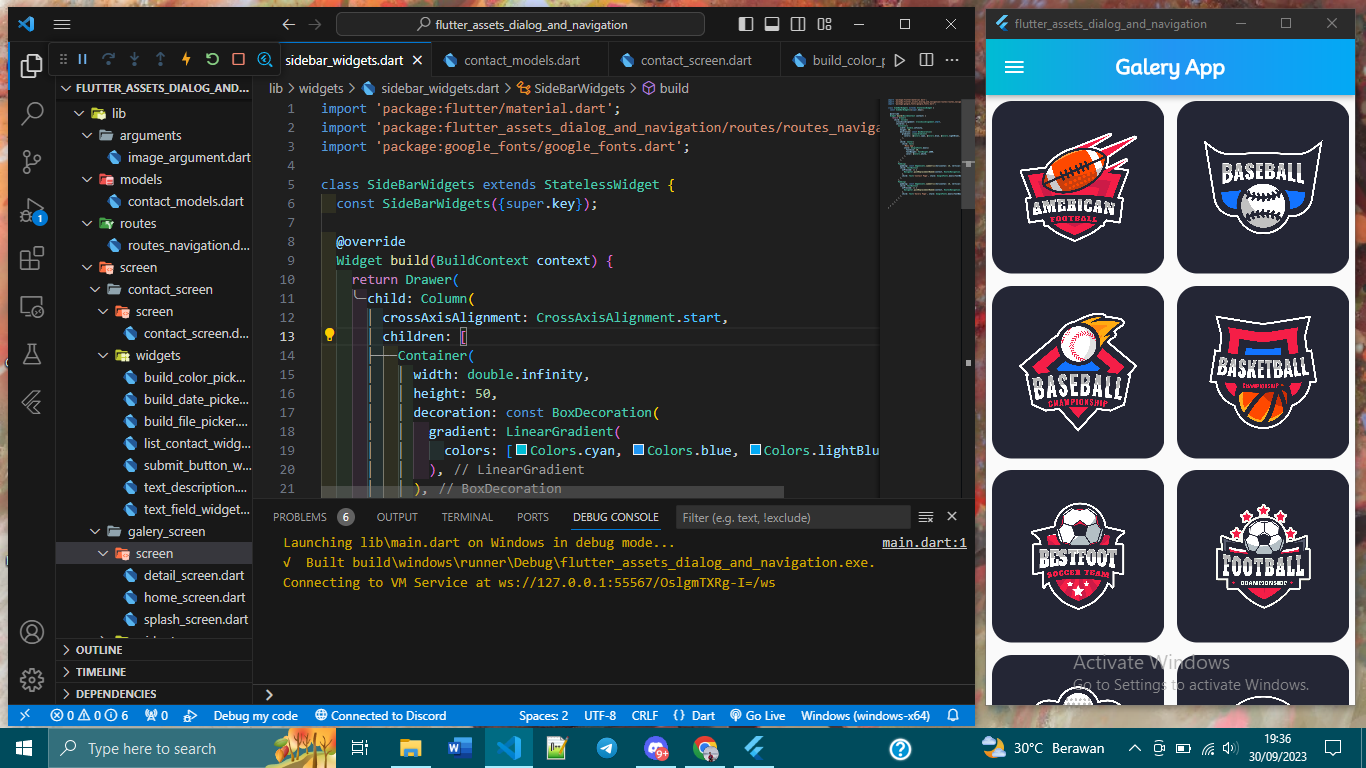 flutter_assets_dialog_and_navigation
sidebar_widgets.dart
contact_models.dart
contact_screen.dart
build_color_p
FLUTTER_ASSETS_DIALOG_AND...
lib
arguments
image_argument.dart
models
contact_models.dart
routes
routes_navigation.d...
screen
contact_screen
screen
contact_screen.d...
widgets
build_color_pick...
build_date_picke...
build_file_picker....
list_contact_widg...
submit_button_w...
text_description....
text_field_widget...
galery_screen
screen
detail_screen.dart
home_screen.dart
splash_screen.dart
OUTLINE
TIMELINE
DEPENDENCIES
1
lib > widgets > sidebar_widgets.dart > SideBarWidgets > build
1 import 'package:flutter/material.dart';
2 import 'package:flutter_assets_dialog_and_navigation/routes/routes_naviga
3 import 'package:google_fonts/google_fonts.dart';
4
5 class SideBarWidgets extends StatelessWidget {
6 const SideBarWidgets({super.key});
7
8 @override
9 Widget build(BuildContext context) {
10 return Drawer(
11 child: Column(
12 crossAxisAlignment: CrossAxisAlignment.start,
13 children: [
14 Container(
15 width: double.infinity,
16 height: 50,
17 decoration: const BoxDecoration(
18 gradient: LinearGradient(
19 colors: [Colors.cyan, Colors.blue, Colors.lightBlu
20 ), // LinearGradient
21 ), // BoxDecoration
PROBLEMS 6 OUTPUT TERMINAL PORTS DEBUG CONSOLE Filter (e.g. text, !exclude)
Launching lib\main.dart on Windows in debug mode... main.dart:1
√ Built build\windows\runner\Debug\flutter_assets_dialog_and_navigation.exe.
Connecting to VM Service at ws://127.0.0.1:55567/OslgmTXRg-I=/ws
0 0 6 0 Debug my code Connected to Discord Spaces: 2 UTF-8 CRLF {} Dart Go Live Windows (windows-x64)
flutter_assets_dialog_and_navigation
Galery App
AMERICAN
FOOTBALL
BASEBALL
BASEBALL
CHAMPIONSHIP
BASKETBALL
CHAMPIONSHIP
BESTFOOT
SOCCER TEAM
FOOTBALL
CHAMPIONSHIP
Activate Windows
Go to Settings to activate Windows.
Type here to search
9+
30°C Berawan
19:36
30/09/2023